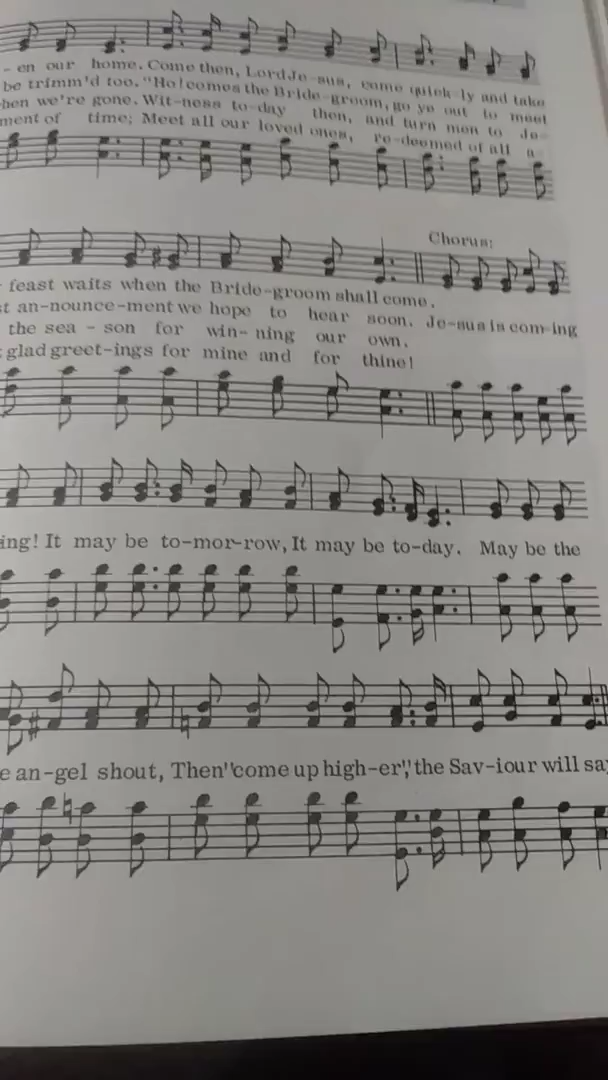 - en our home. Come then, Lord Je-sus, come quick-ly and take
be trimm'd too. "Ho! comes the Bride-groom, go ye out to meet
hen we're gone. Wit-ness to-day then, and turn men to Je-
ment of time; Meet all our loved ones, re-deemed of all a-
Chorus:
feast waits when the Bride-groom shall come.
t an-nounce-ment we hope to hear soon. Je-sus is com-ing
the sea - son for win-ning our own.
glad greet-ings for mine and for thine!
ing! It may be to-mor-row, It may be to-day. May be the
e an-gel shout, Then "come up high-er", the Sav-iour will say